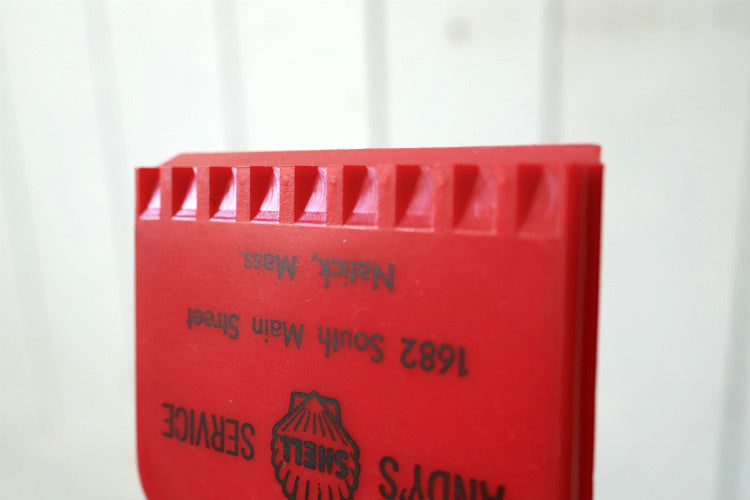 ANDY'S SHELL SERVICE
1682 South Main Street
Natick, Mass.